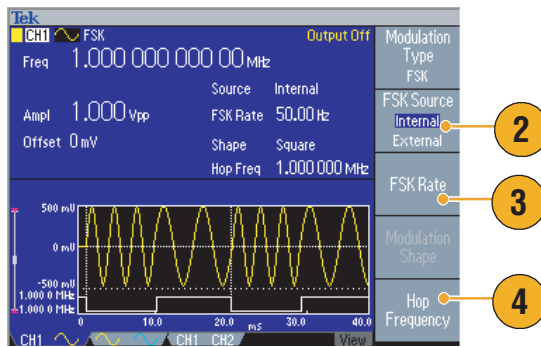 Tek
CH1 FSK Output Off
Freq 1.000 000 000 00 MHz
Source Internal
Ampl 1.000 Vpp FSK Rate 50.00 Hz
Offset 0 mV Shape Square
Hop Freq 1.000 000 MHz
500 mV
0 mV
-500 mV
1.000 0 MHz
1.000 0 MHz
0 10.0 20.0 ms 30.0 40.0
CH1 CH1 CH2 View
Modulation
Type
FSK
FSK Source
Internal
External
2
FSK Rate
3
Modulation
Shape
Hop
Frequency
4